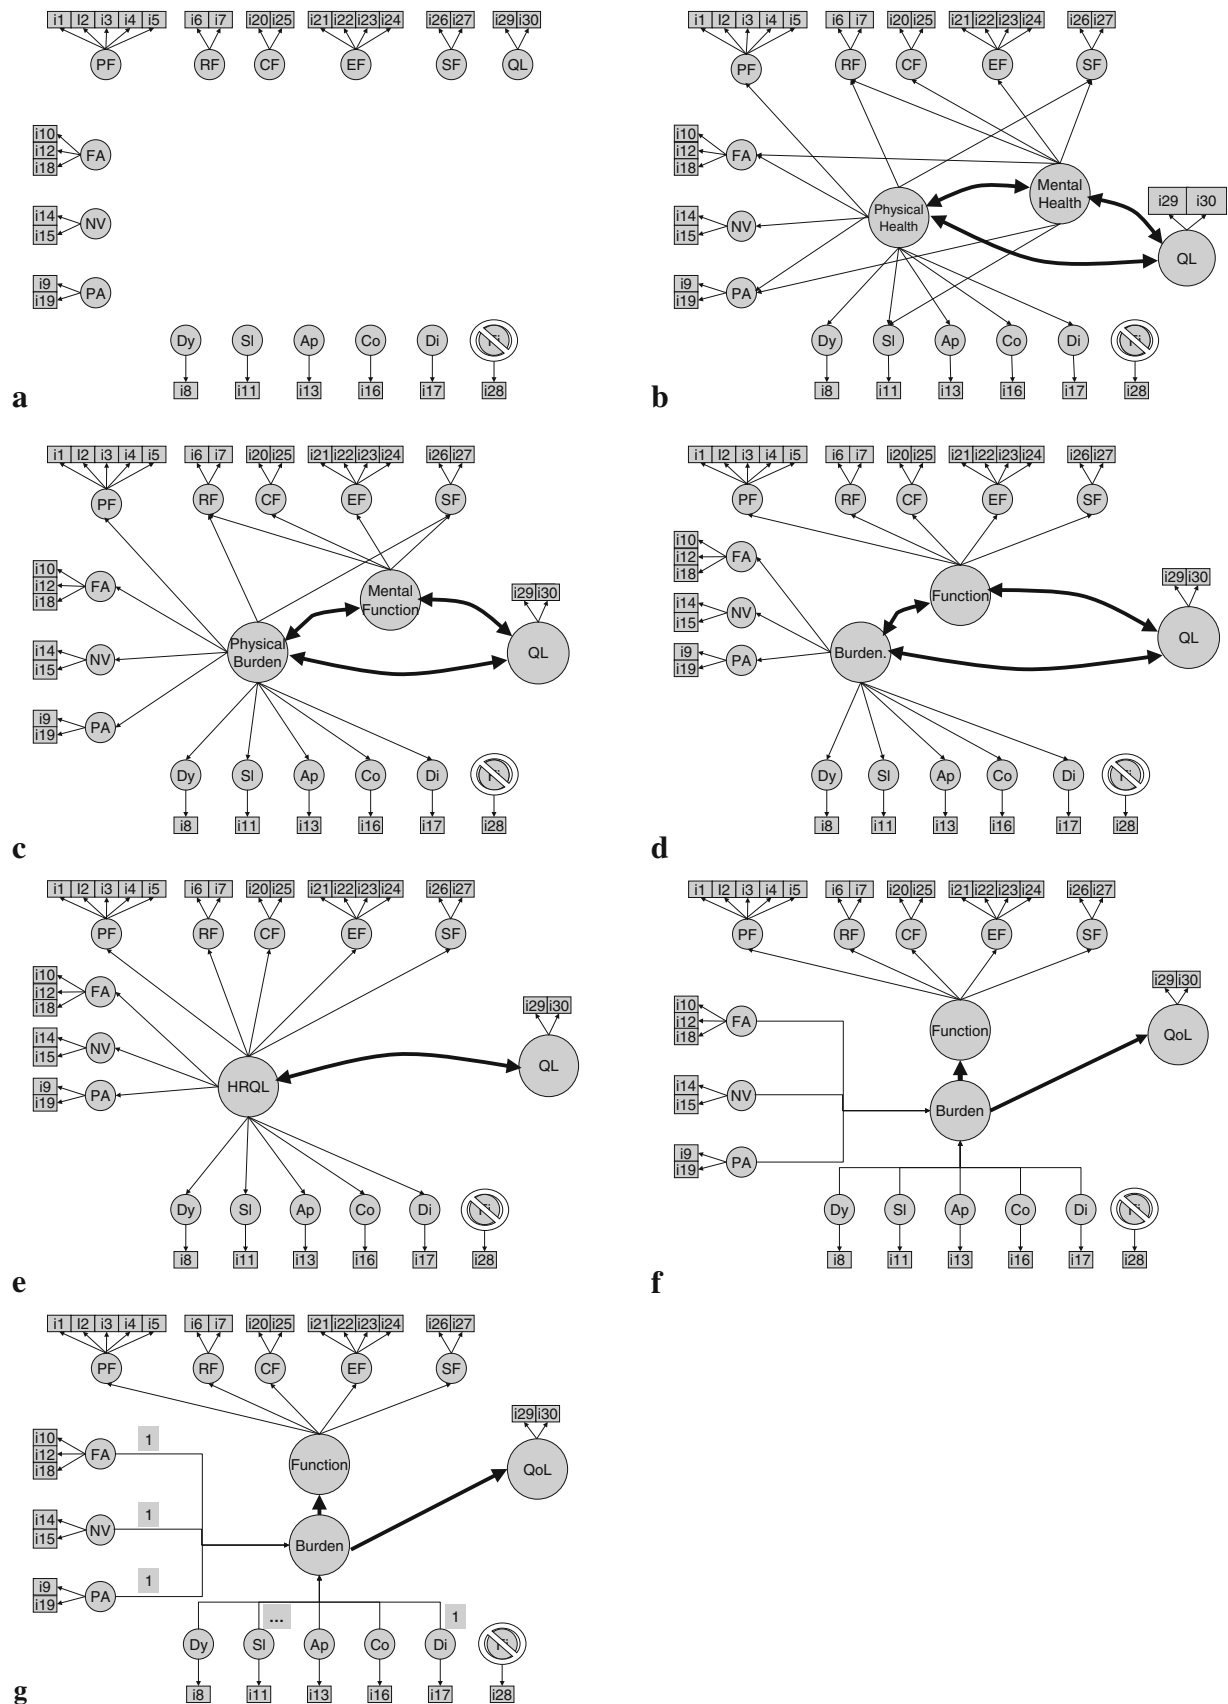 i1 i2 i3 i4 i5 i6 i7 i20 i25 i21 i22 i23 i24 i26 i27 i29 i30
PF RF CF EF SF QL
i10
i12 FA
i18
i14 NV
i15
i9 PA
i19
Dy Sl Ap Co Di
i8 i11 i13 i16 i17 i28
a
i1 i2 i3 i4 i5 i6 i7 i20 i25 i21 i22 i23 i24 i26 i27
PF RF CF EF SF
i10
i12 FA
i18
Mental
Health
i29 i30
Physical
Health
i14 NV
i15
QL
i9 PA
i19
Dy Sl Ap Co Di
i8 i11 i13 i16 i17 i28
b
i1 I2 i3 i4 i5 i6 i7 i20 i25 i21 i22 i23 i24 i26 i27
PF RF CF EF SF
i10
i12 FA
i18
Mental
Function
i29 i30
Physical
Burden
QL
i14 NV
i15
i9 PA
i19
Dy Sl Ap Co Di
i8 i11 i13 i16 i17 i28
c
i1 I2 i3 i4 i5 i6 i7 i20 i25 i21 i22 i23 i24 i26 i27
PF RF CF EF SF
i10
i12 FA
i18
i29 i30
Function
i14 NV
i15
QL
Burden.
i9 PA
i19
Dy Sl Ap Co Di
i8 i11 i13 i16 i17 i28
d
i1 I2 i3 i4 i5 i6 i7 i20 i25 i21 i22 i23 i24 i26 i27
PF RF CF EF SF
i10
i12 FA
i18
i29 i30
i14 NV
i15
QL
HRQL
i9 PA
i19
Dy Sl Ap Co Di
i8 i11 i13 i16 i17 i28
e
i1 I2 i3 i4 i5 i6 i7 i20 i25 i21 i22 i23 i24 i26 i27
PF RF CF EF SF
i29 i30
i10
i12 FA
i18
Function
QoL
i14 NV
i15
Burden
i9 PA
i19
Dy Sl Ap Co Di
i8 i11 i13 i16 i17 i28
f
i1 I2 i3 i4 i5 i6 i7 i20 i25 i21 i22 i23 i24 i26 i27
PF RF CF EF SF
i29 i30
i10 1
i12 FA
i18
Function
QoL
i14 NV 1
i15
Burden
i9 PA 1
i19
... 1
Dy Sl Ap Co Di
i8 i11 i13 i16 i17 i28
g